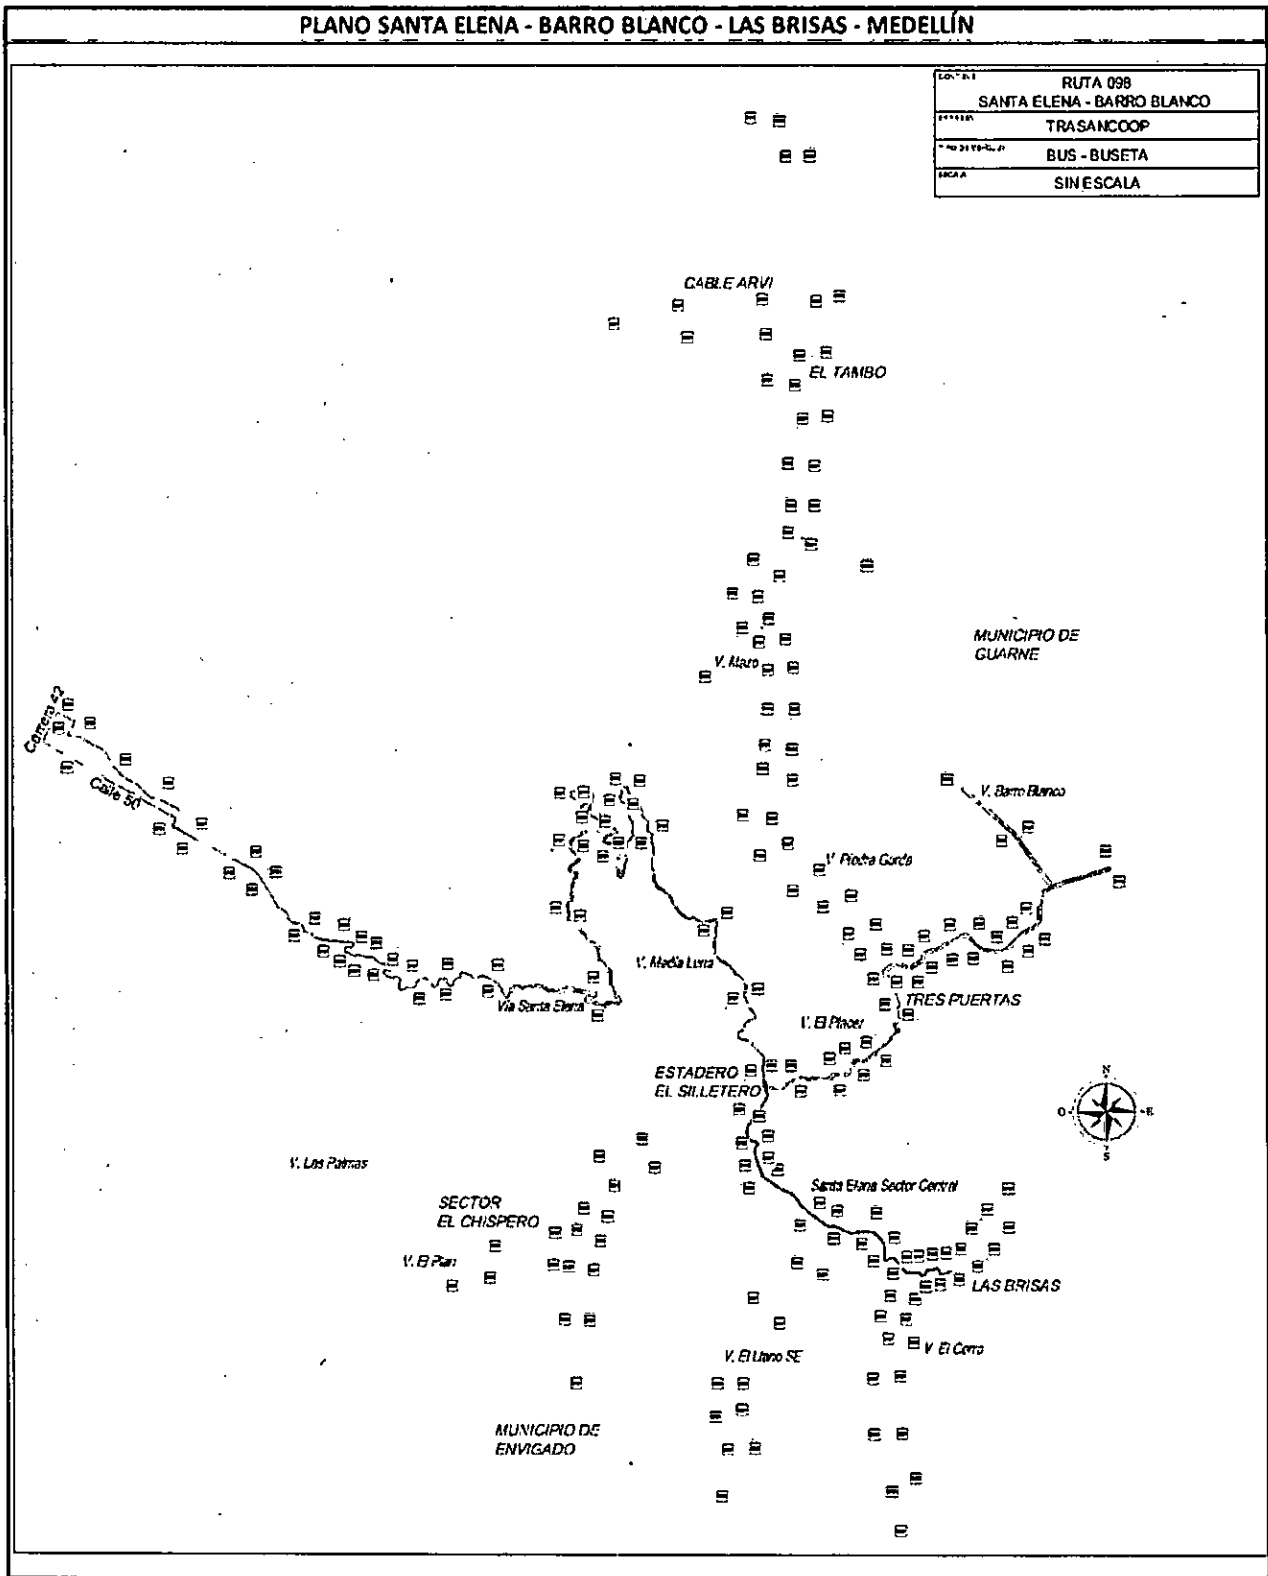 PLANO SANTA ELENA - BARRO BLANCO - LAS BRISAS - MEDELLÍN
RUTA 098
SANTA ELENA - BARRO BLANCO
TRASANCOOP
BUS - BUSETA
SIN ESCALA
CABLE ARVI
EL TAMBO
MUNICIPIO DE
GUARNE
V. Mazo
Carrera 42
Calle 50
V. Barro Blanco
V. Piedra Gorda
V. Media Luna
Vía Santa Elena
TRES PUERTAS
V. El Placer
ESTADERO
EL SILLETERO
N
O
E
S
V. Las Palmas
Santa Elena Sector Central
SECTOR
EL CHISPERO
V. El Plan
LAS BRISAS
V. El Cerro
V. El Llano SE
MUNICIPIO DE
ENVIGADO